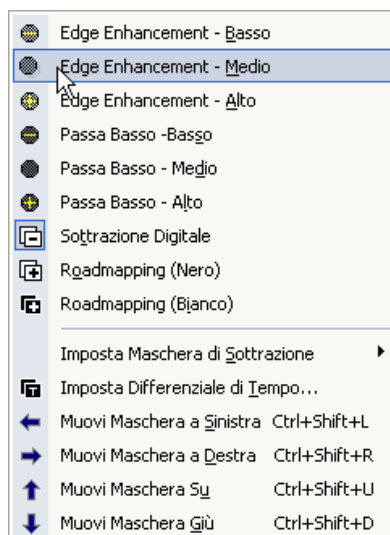 Edge Enhancement - Basso
Edge Enhancement - Medio
Edge Enhancement - Alto
Passa Basso -Basso
Passa Basso - Medio
Passa Basso - Alto
Sottrazione Digitale
Roadmapping (Nero)
Roadmapping (Bianco)
Imposta Maschera di Sottrazione
Imposta Differenziale di Tempo...
Muovi Maschera a Sinistra Ctrl+Shift+L
Muovi Maschera a Destra Ctrl+Shift+R
Muovi Maschera Su Ctrl+Shift+U
Muovi Maschera Giù Ctrl+Shift+D